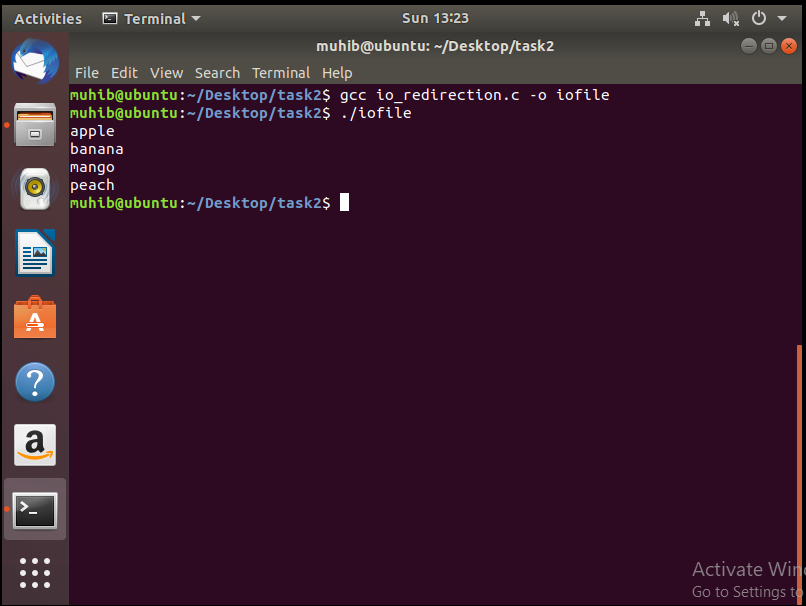 Activities Terminal Sun 13:23
muhib@ubuntu: ~/Desktop/task2
File Edit View Search Terminal Help
muhib@ubuntu:~/Desktop/task2$ gcc io_redirection.c -o iofile
muhib@ubuntu:~/Desktop/task2$ ./iofile
apple
banana
mango
peach
muhib@ubuntu:~/Desktop/task2$
Activate Win
Go to Settings to